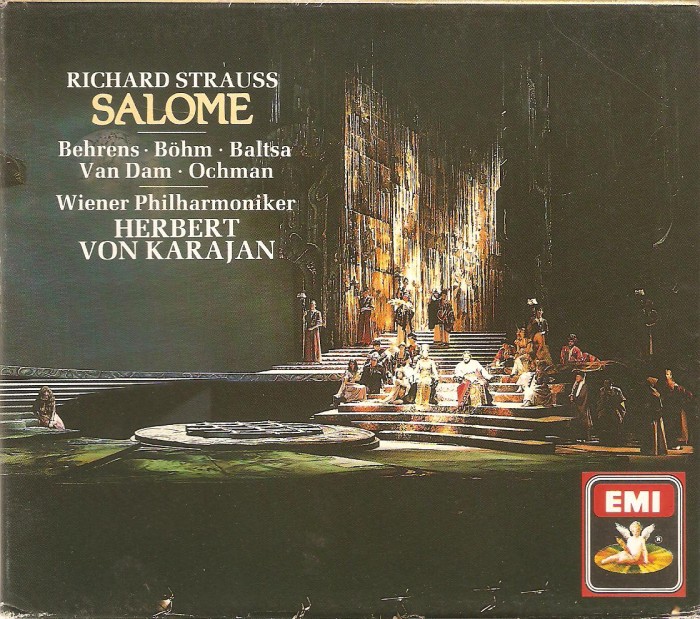 RICHARD STRAUSS
SALOME
Behrens · Böhm · Baltsa
Van Dam · Ochman
Wiener Philharmoniker
HERBERT
VON KARAJAN
EMI